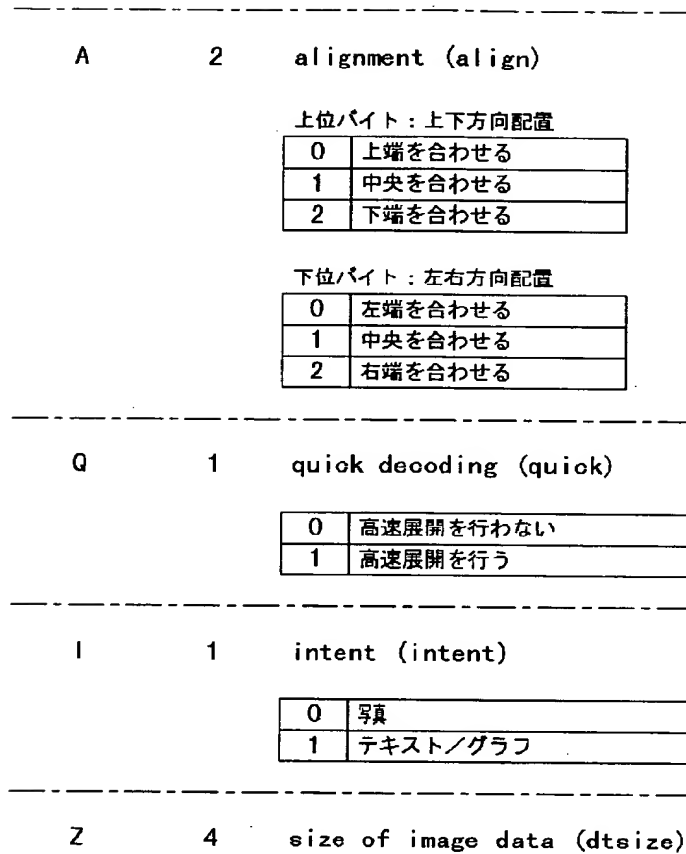 A 2 alignment (align)
上位バイト：上下方向配置
0 上端を合わせる
1 中央を合わせる
2 下端を合わせる
下位バイト：左右方向配置
0 左端を合わせる
1 中央を合わせる
2 右端を合わせる
Q 1 quick decoding (quick)
0 高速展開を行わない
1 高速展開を行う
I 1 intent (intent)
0 写真
1 テキスト／グラフ
Z 4 size of image data (dtsize)